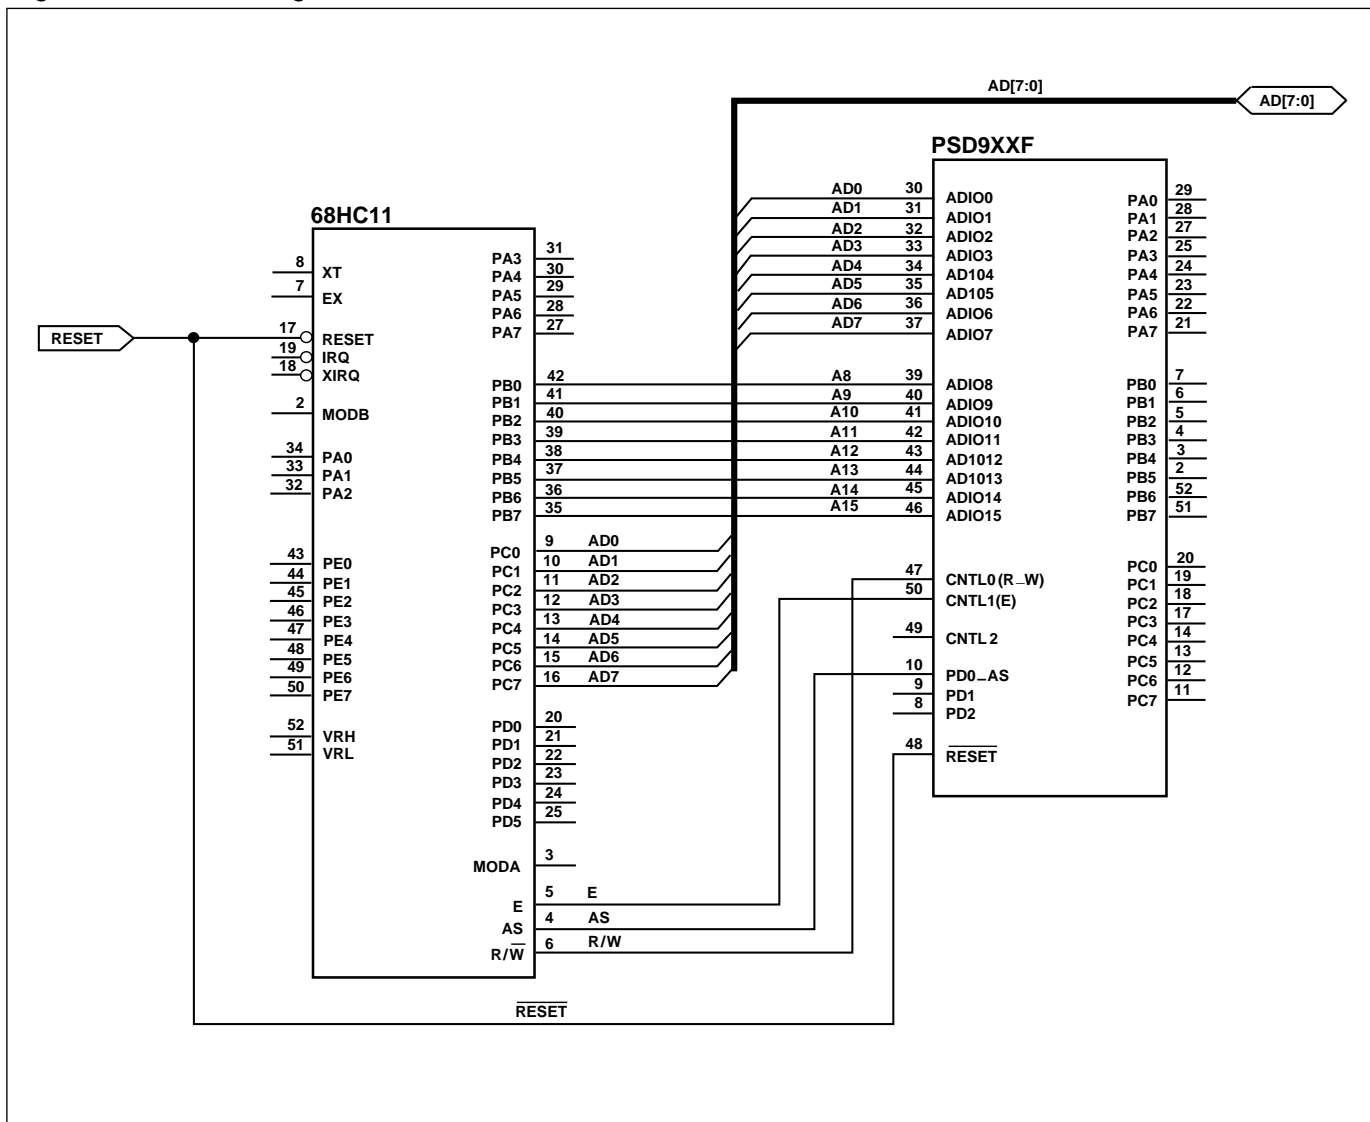 AD[7:0]
AD[7:0]
PSD9XXF
68HC11
RESET
8 XT
7 EX
17 RESET
19 IRQ
18 XIRQ
2 MODB
34 PA0
33 PA1
32 PA2
43 PE0
44 PE1
45 PE2
46 PE3
47 PE4
48 PE5
49 PE6
50 PE7
52 VRH
51 VRL
PA3 31
PA4 30
PA5 29
PA6 28
PA7 27
PB0 42
PB1 41
PB2 40
PB3 39
PB4 38
PB5 37
PB6 36
PB7 35
PC0 9 AD0
PC1 10 AD1
PC2 11 AD2
PC3 12 AD3
PC4 13 AD4
PC5 14 AD5
PC6 15 AD6
PC7 16 AD7
PD0 20
PD1 21
PD2 22
PD3 23
PD4 24
PD5 25
MODA 3
E 5 E
AS 4 AS
R/W 6 R/W
RESET
AD0 30 ADIO0
AD1 31 ADIO1
AD2 32 ADIO2
AD3 33 ADIO3
AD4 34 AD104
AD5 35 AD105
AD6 36 ADIO6
AD7 37 ADIO7
A8 39 ADIO8
A9 40 ADIO9
A10 41 ADIO10
A11 42 ADIO11
A12 43 AD1012
A13 44 AD1013
A14 45 ADIO14
A15 46 ADIO15
47 CNTL0(R_W)
50 CNTL1(E)
49 CNTL2
10 PD0_AS
9 PD1
8 PD2
48 RESET
PA0 29
PA1 28
PA2 27
PA3 25
PA4 24
PA5 23
PA6 22
PA7 21
PB0 7
PB1 6
PB2 5
PB3 4
PB4 3
PB5 2
PB6 52
PB7 51
PC0 20
PC1 19
PC2 18
PC3 17
PC4 14
PC5 13
PC6 12
PC7 11